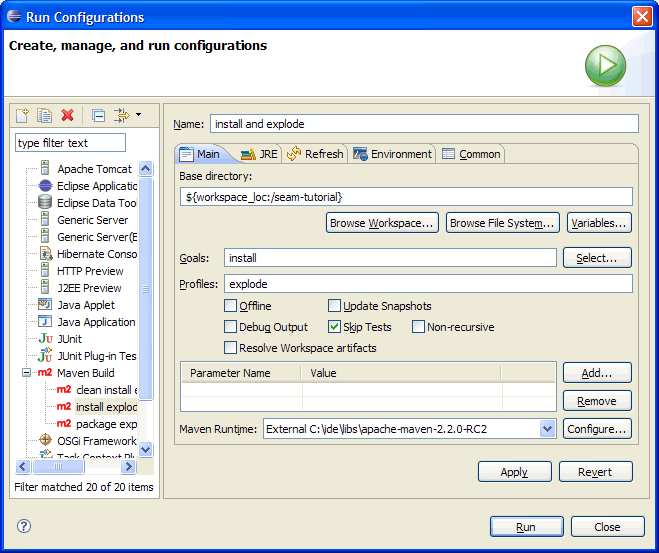 Run Configurations
Create, manage, and run configurations
type filter text
Apache Tomcat
Eclipse Applicatio
Eclipse Data Tool
Generic Server
Generic Server(E
Hibernate Conso
HTTP Preview
J2EE Preview
Java Applet
Java Application
Ju JUnit
Ju JUnit Plug-in Tes
m2 Maven Build
m2 clean install e
m2 install explod
m2 package exp
OSGi Framework
Task Context Plu
Filter matched 20 of 20 items
Name: install and explode
Main JRE Refresh Environment Common
Base directory:
${workspace_loc:/seam-tutorial}
Browse Workspace... Browse File System... Variables...
Goals: install Select...
Profiles: explode
Offline Update Snapshots
Debug Output Skip Tests Non-recursive
Resolve Workspace artifacts
Parameter Name Value
Add...
Remove
Maven Runtime: External C:\ide\libs\apache-maven-2.2.0-RC2 Configure...
Apply Revert
? Run Close